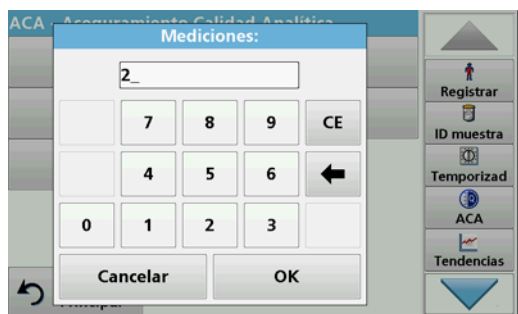 ACA - Aseguramiento Calidad Analítica
Mediciones:
2_
7 8 9 CE
4 5 6
0 1 2 3
Cancelar OK
Principal
Registrar
ID muestra
Temporizad
ACA
Tendencias